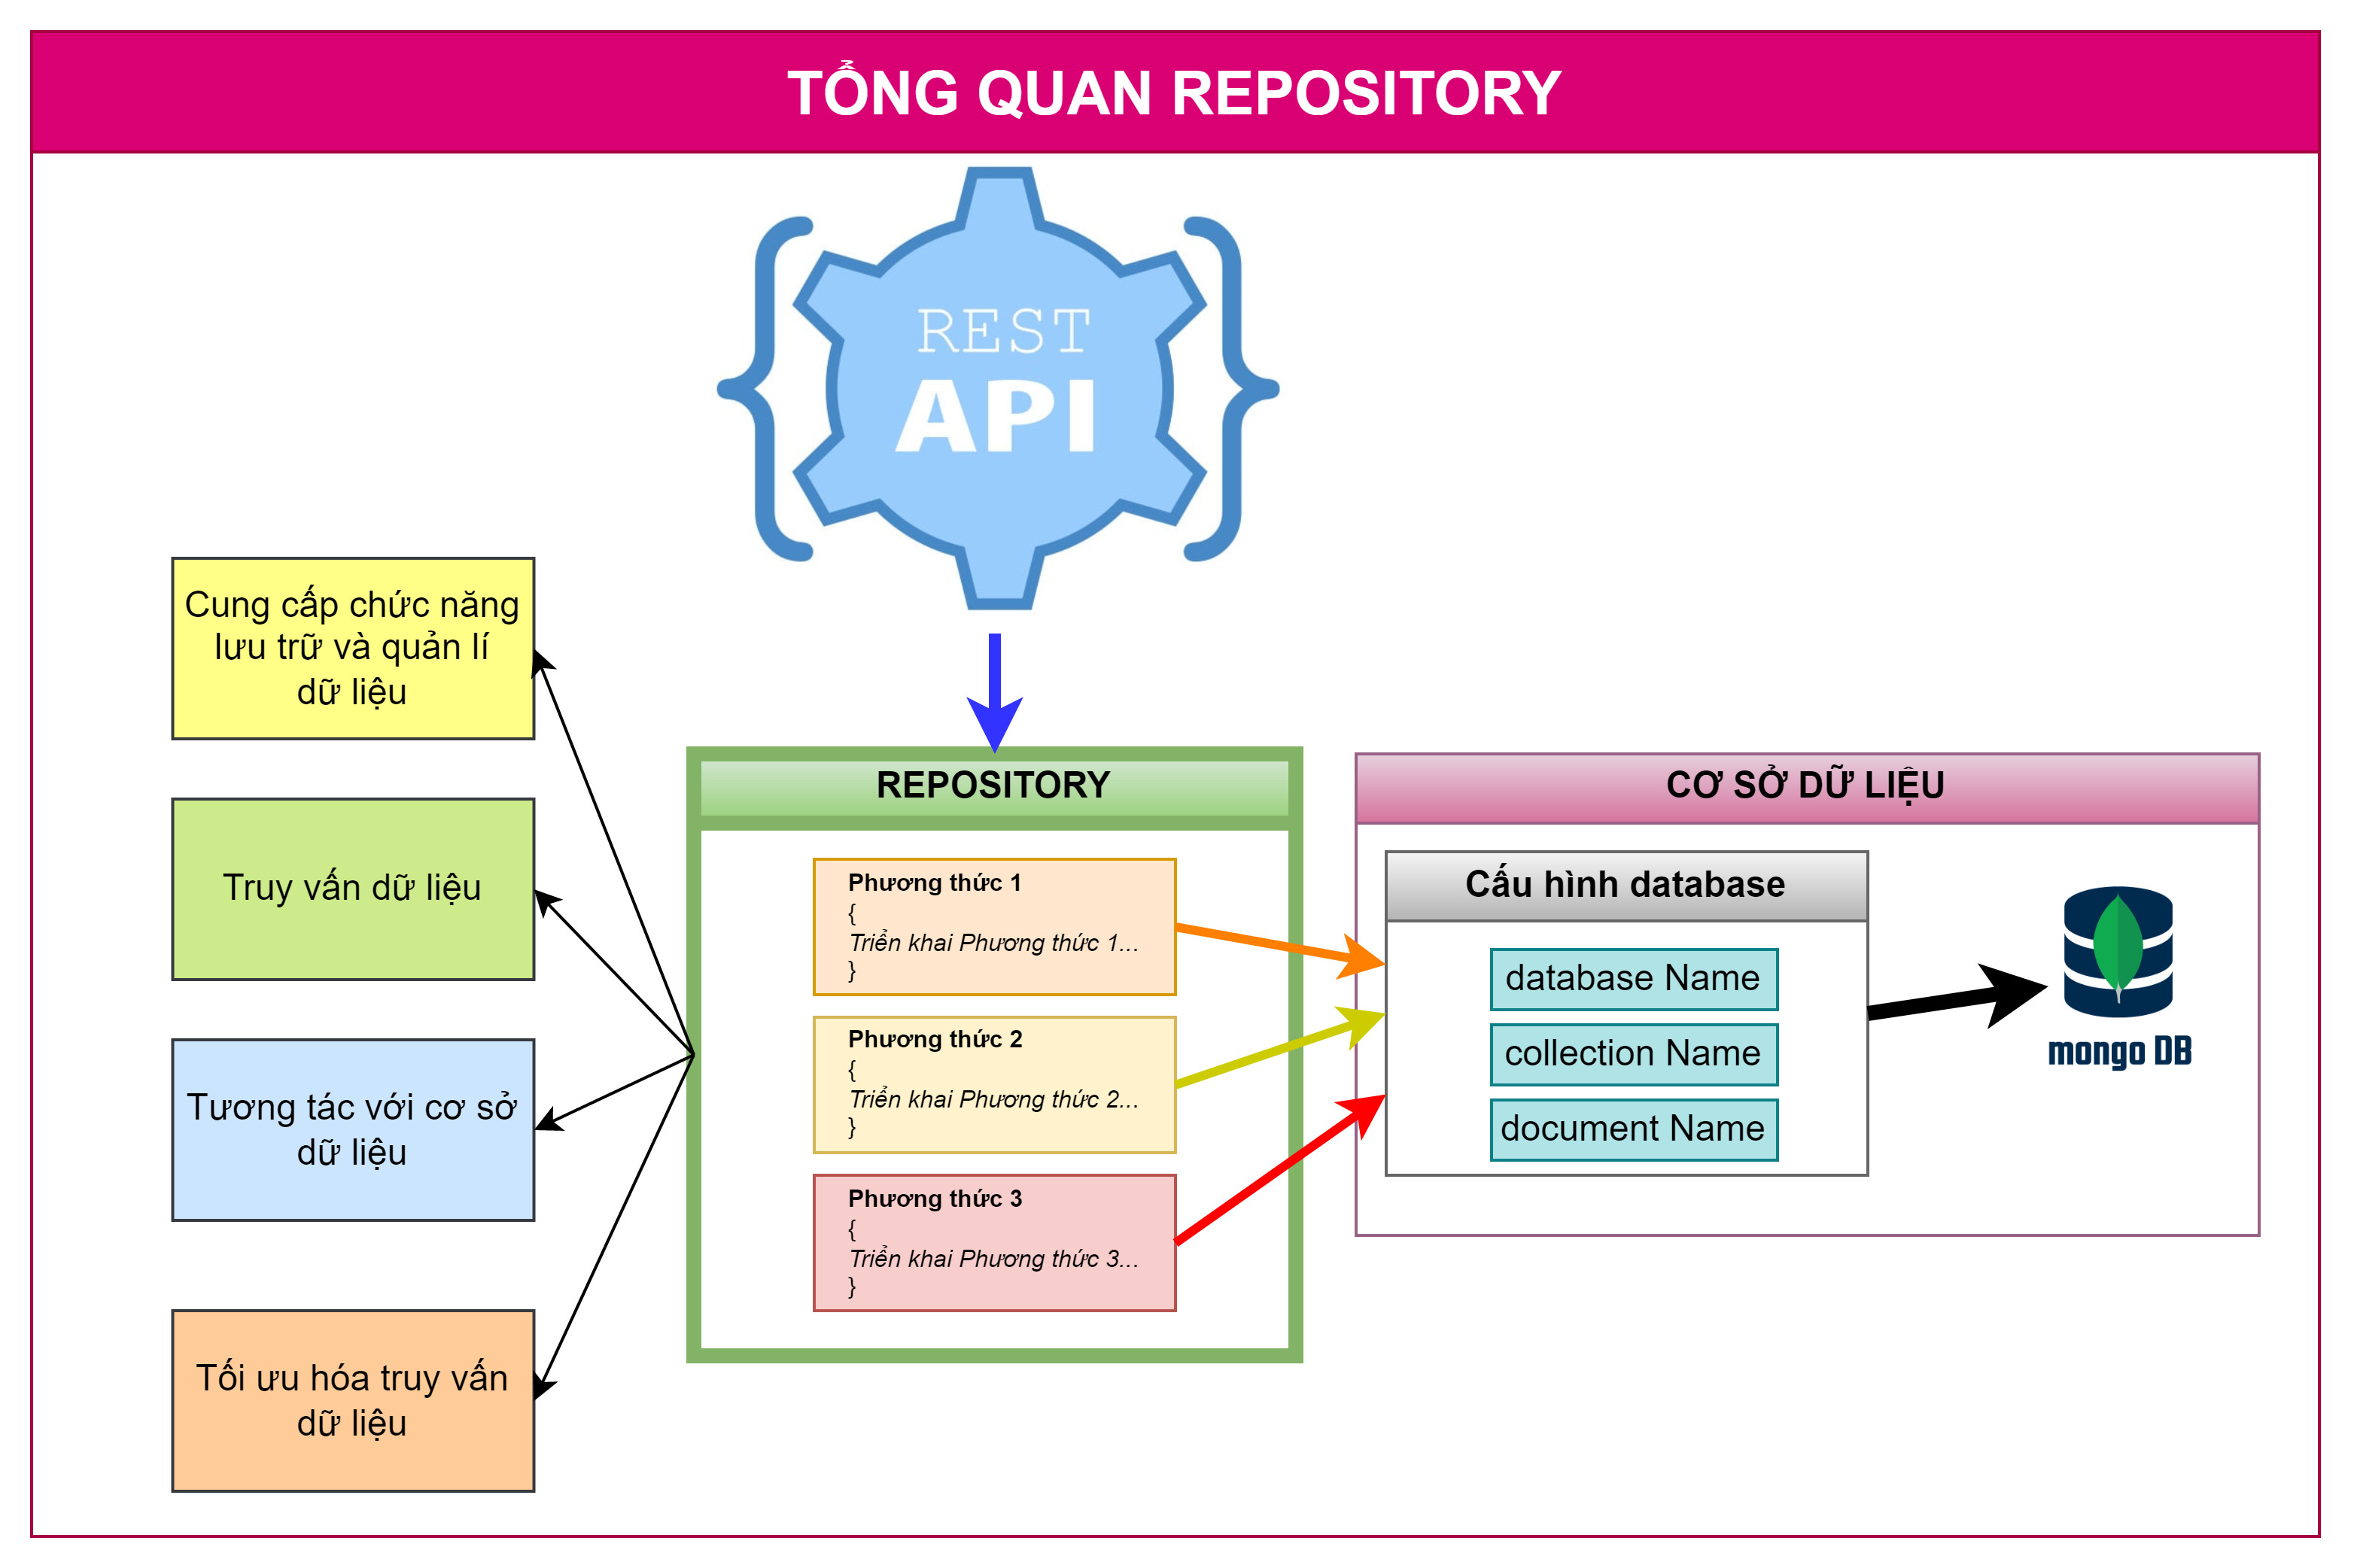 TỔNG QUAN REPOSITORY
REST
API
Cung cấp chức năng
lưu trữ và quản lí
dữ liệu
Truy vấn dữ liệu
Tương tác với cơ sở
dữ liệu
Tối ưu hóa truy vấn
dữ liệu
REPOSITORY
Phương thức 1
{
Triển khai Phương thức 1...
}
Phương thức 2
{
Triển khai Phương thức 2...
}
Phương thức 3
{
Triển khai Phương thức 3...
}
CƠ SỞ DỮ LIỆU
Cấu hình database
database Name
collection Name
document Name
mongo DB